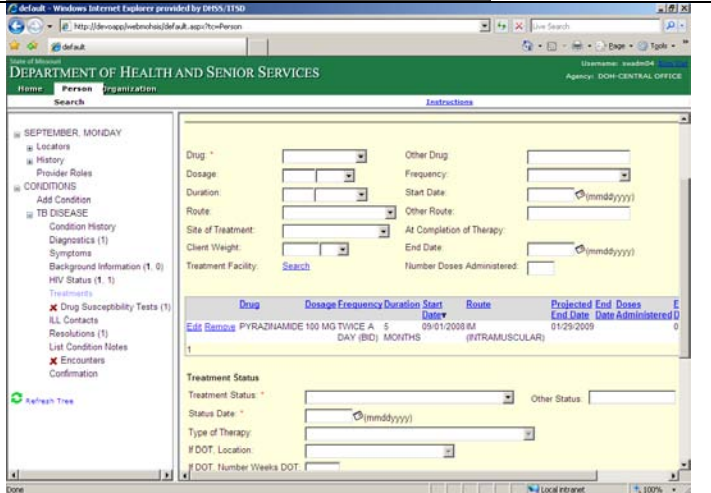 default - Windows Internet Explorer provided by DHSS/ITSD
http://devoapp/webmohsis/default.aspx?tc=Person
Live Search
default
Page
Tools
State of Missouri
DEPARTMENT OF HEALTH AND SENIOR SERVICES
Username: svadm04
Agency: DOH-CENTRAL OFFICE
Home Person Organization
Search
Instructions
SEPTEMBER, MONDAY
Locators
History
Provider Roles
CONDITIONS
Add Condition
TB DISEASE
Condition History
Diagnostics (1)
Symptoms
Background Information (1, 0)
HIV Status (1, 1)
Treatments
Drug Susceptibility Tests (1)
ILL Contacts
Resolutions (1)
List Condition Notes
Encounters
Confirmation
Refresh Tree
Drug: * Other Drug:
Dosage: Frequency:
Duration: Start Date: (mmddyyyy)
Route: Other Route:
Site of Treatment: At Completion of Therapy:
Client Weight: End Date: (mmddyyyy)
Treatment Facility: Search Number Doses Administered:
Drug Dosage Frequency Duration Start Date Route Projected End Date End Date Doses Administered
Edit Remove PYRAZINAMIDE 100 MG TWICE A DAY (BID) 5 MONTHS 09/01/2008 IM (INTRAMUSCULAR) 01/29/2009 0
1
Treatment Status
Treatment Status: * Other Status:
Status Date: * (mmddyyyy)
Type of Therapy:
If DOT, Location:
If DOT, Number Weeks DOT:
Done
Local intranet
100%